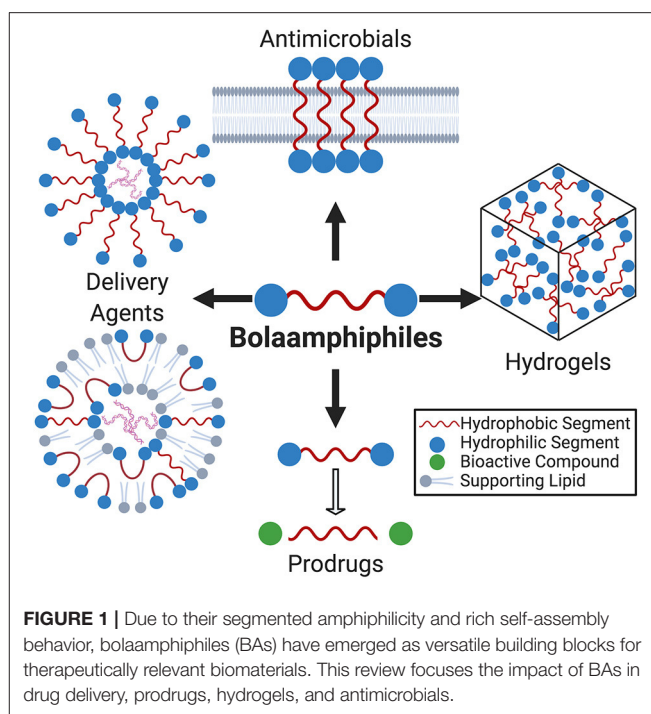 Antimicrobials
Delivery
Agents
Bolaamphiphiles
Hydrogels
Hydrophobic Segment
Hydrophilic Segment
Bioactive Compound
Supporting Lipid
Prodrugs
FIGURE 1 | Due to their segmented amphiphilicity and rich self-assembly
behavior, bolaamphiphiles (BAs) have emerged as versatile building blocks for
therapeutically relevant biomaterials. This review focuses the impact of BAs in
drug delivery, prodrugs, hydrogels, and antimicrobials.